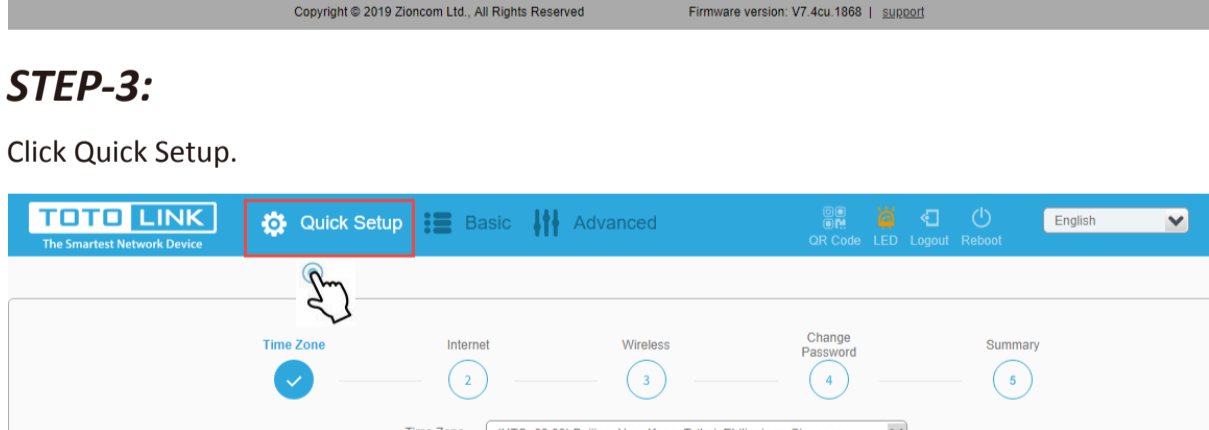 Copyright © 2019 Zioncom Ltd., All Rights Reserved Firmware version: V7.4cu.1868 | support
STEP-3:
Click Quick Setup.
TOTO LINK
The Smartest Network Device
Quick Setup Basic Advanced
QR Code LED Logout Reboot
English
Time Zone Internet Wireless Change Password Summary
2 3 4 5
Time Zone